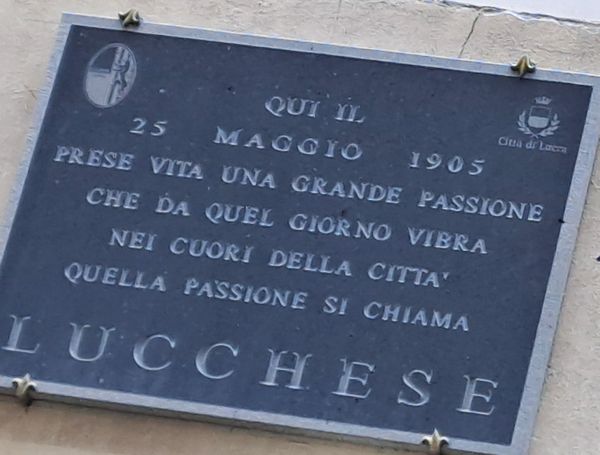 QUI IL
25 MAGGIO 1905
PRESE VITA UNA GRANDE PASSIONE
CHE DA QUEL GIORNO VIBRA
NEI CUORI DELLA CITTA'
QUELLA PASSIONE SI CHIAMA
LUCCHESE
Città di Lucca